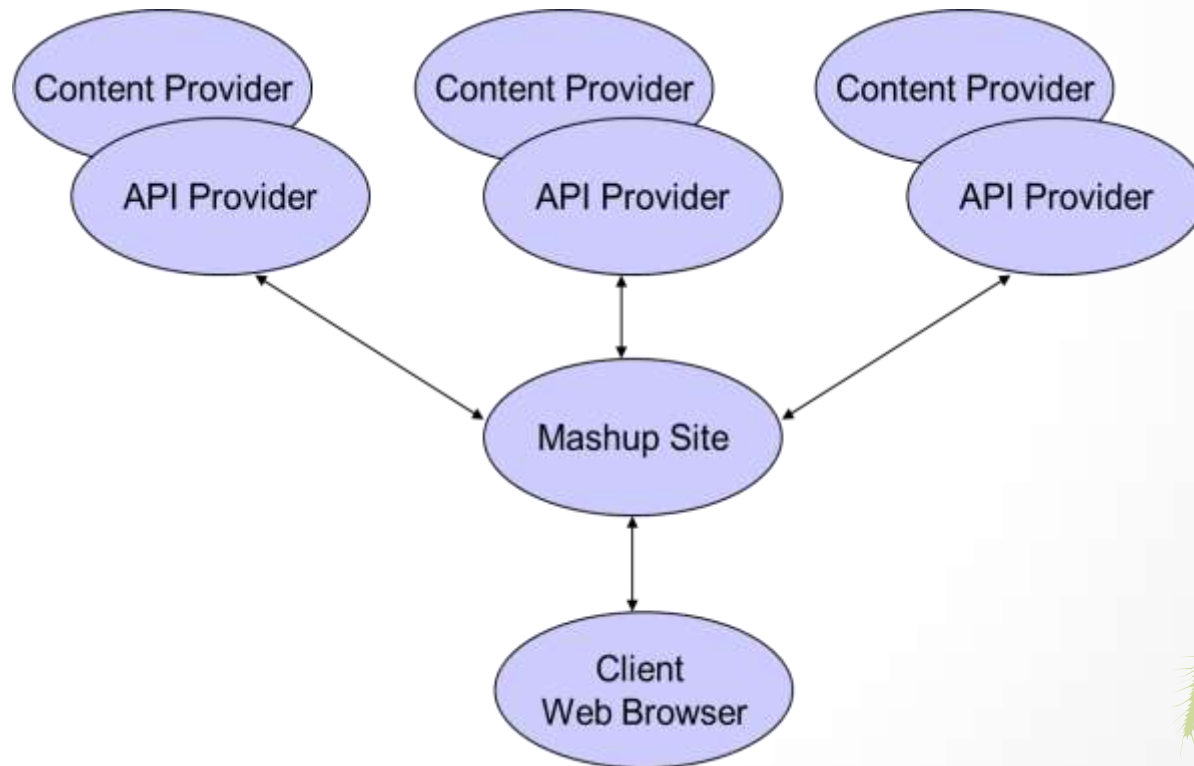 Content Provider
Content Provider
Content Provider
API Provider
API Provider
API Provider
Mashup Site
Client
Web Browser